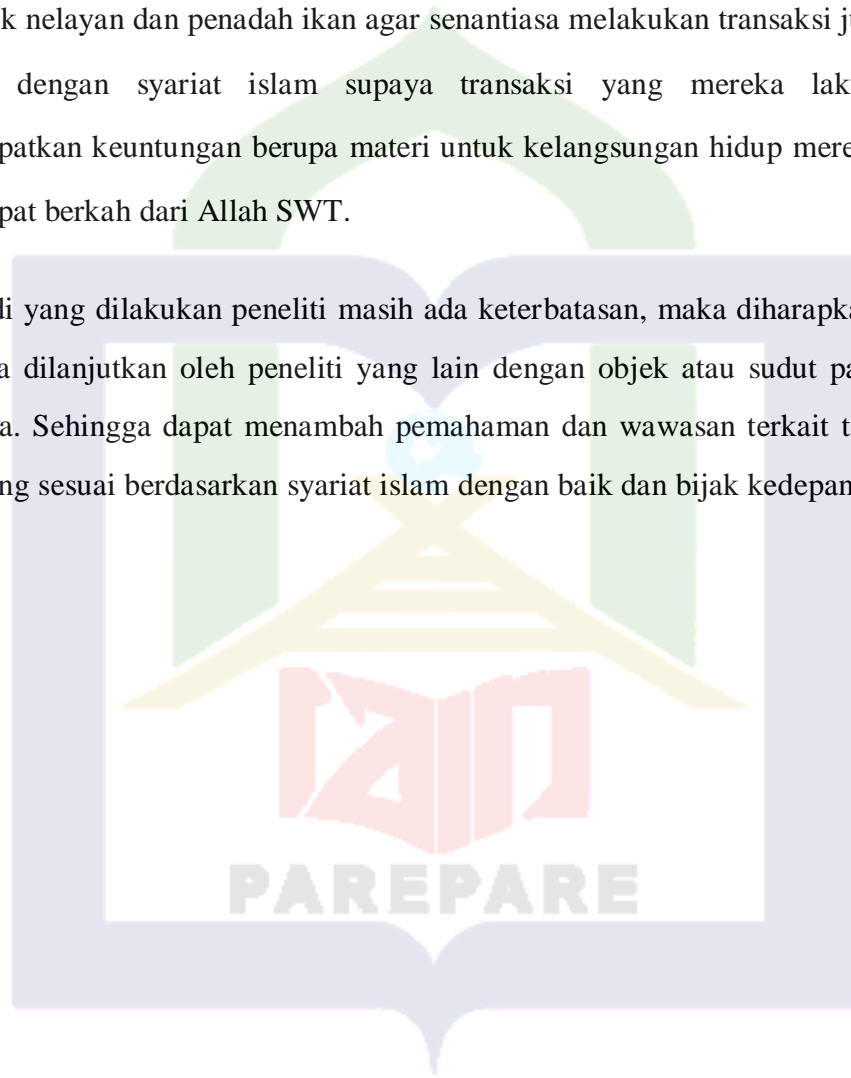 k nelayan dan penadah ikan agar senantiasa melakukan transaksi ju
dengan syariat islam supaya transaksi yang mereka lak
patkan keuntungan berupa materi untuk kelangsungan hidup mere
pat berkah dari Allah SWT.
di yang dilakukan peneliti masih ada keterbatasan, maka diharapka
a dilanjutkan oleh peneliti yang lain dengan objek atau sudut pa
a. Sehingga dapat menambah pemahaman dan wawasan terkait t
ng sesuai berdasarkan syariat islam dengan baik dan bijak kedepan
iain
PAREPARE